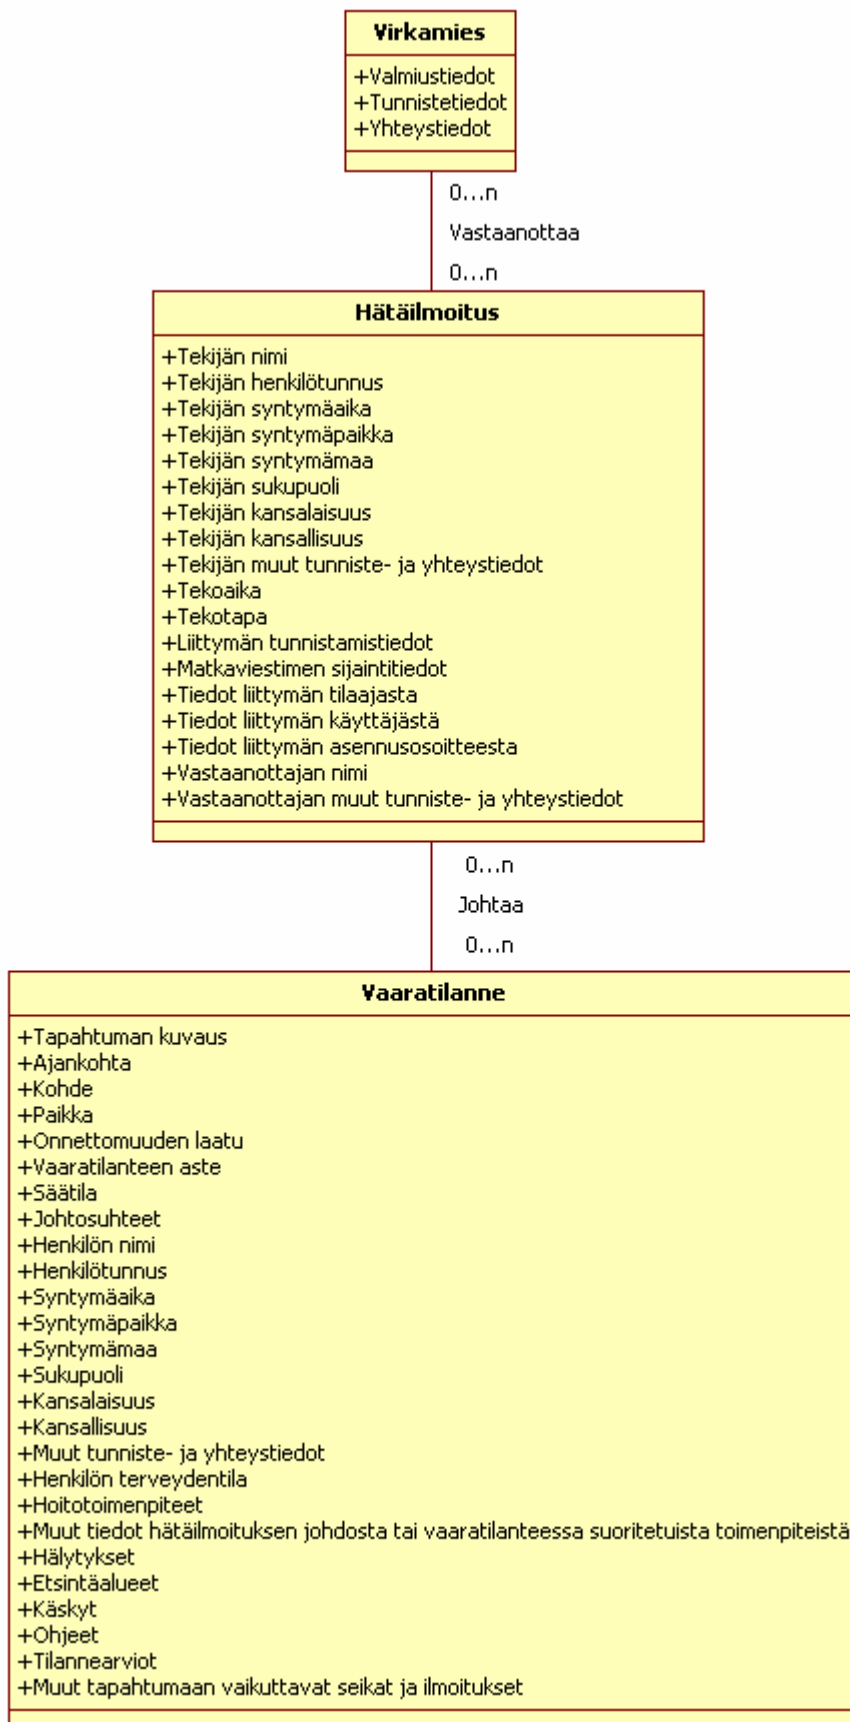 Virkamies
+Valmiustiedot
+Tunnistetiedot
+Yhteystiedot
0...n
Vastaanottaa
0...n
Hätäilmoitus
+Tekijän nimi
+Tekijän henkilötunnus
+Tekijän syntymäaika
+Tekijän syntymäpaikka
+Tekijän syntymämaa
+Tekijän sukupuoli
+Tekijän kansalaisuus
+Tekijän kansallisuus
+Tekijän muut tunniste- ja yhteystiedot
+Tekoaika
+Tekotapa
+Liittymän tunnistamistiedot
+Matkaviestimen sijaintitiedot
+Tiedot liittymän tilaajasta
+Tiedot liittymän käyttäjästä
+Tiedot liittymän asennusosoitteesta
+Vastaanottajan nimi
+Vastaanottajan muut tunniste- ja yhteystiedot
0...n
Johtaa
0...n
Vaaratilanne
+Tapahtuman kuvaus
+Ajankohta
+Kohde
+Paikka
+Onnettomuuden laatu
+Vaaratilanteen aste
+Säätila
+Johtosuhteet
+Henkilön nimi
+Henkilötunnus
+Syntymäaika
+Syntymäpaikka
+Syntymämaa
+Sukupuoli
+Kansalaisuus
+Kansallisuus
+Muut tunniste- ja yhteystiedot
+Henkilön terveydentila
+Hoitotoimenpiteet
+Muut tiedot hätäilmoituksen johdosta tai vaaratilanteessa suoritetuista toimenpiteistä
+Hälytykset
+Etsintäalueet
+Käskyt
+Ohjeet
+Tilannearviot
+Muut tapahtumaan vaikuttavat seikat ja ilmoitukset